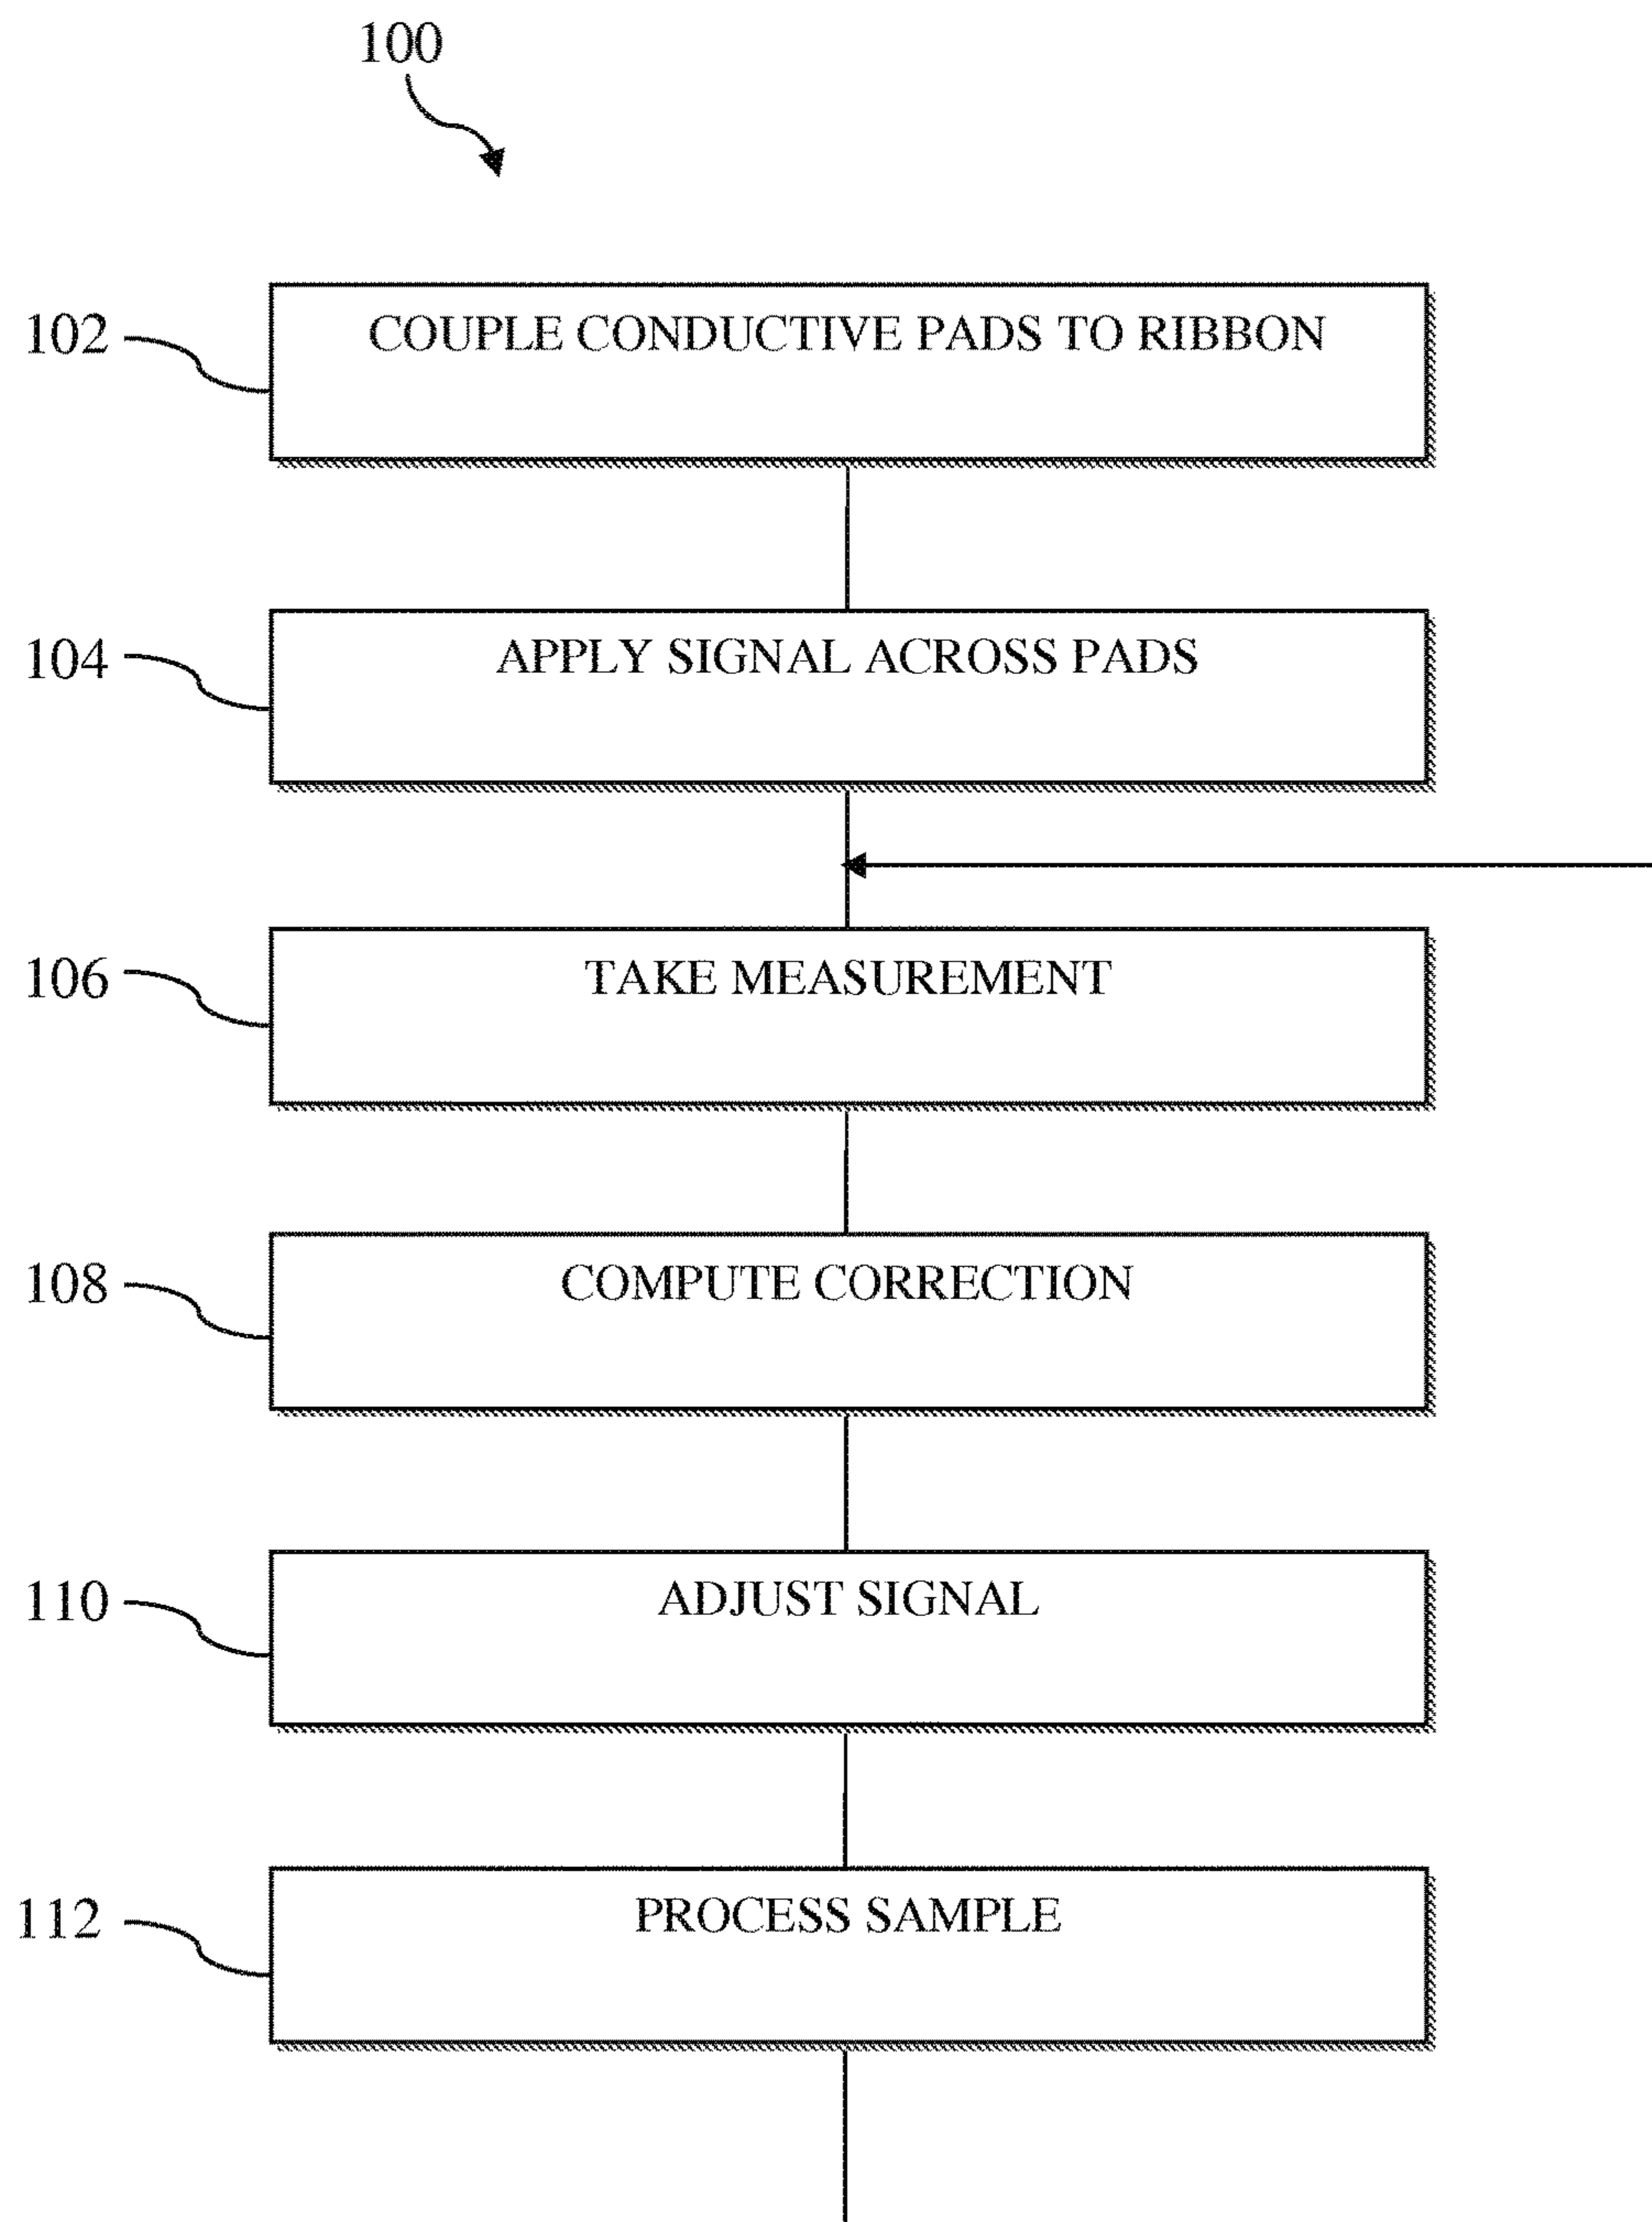 100
102 COUPLE CONDUCTIVE PADS TO RIBBON
104 APPLY SIGNAL ACROSS PADS
106 TAKE MEASUREMENT
108 COMPUTE CORRECTION
110 ADJUST SIGNAL
112 PROCESS SAMPLE